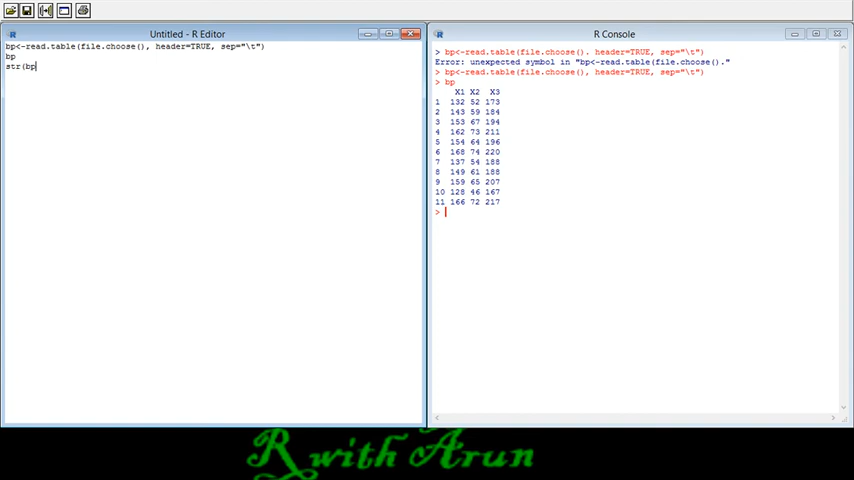 Untitled - R Editor
bp<-read.table(file.choose(), header=TRUE, sep="\t")
bp
str(bp
R Console
> bp<-read.table(file.choose(). header=TRUE, sep="\t")
Error: unexpected symbol in "bp<-read.table(file.choose()."
> bp<-read.table(file.choose(), header=TRUE, sep="\t")
> bp
X1 X2 X3
1 132 52 173
2 143 59 184
3 153 67 194
4 162 73 211
5 154 64 196
6 168 74 220
7 137 54 188
8 149 61 188
9 159 65 207
10 128 46 167
11 166 72 217
>
R with Arun